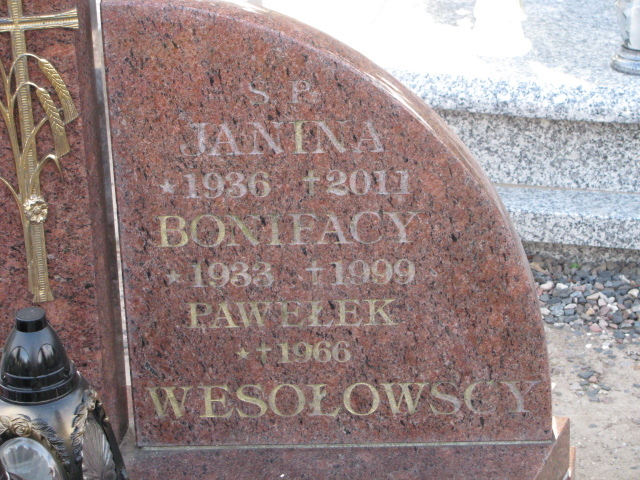 S. P.
JANINA
★ 1936 ✝ 2011
BONIFACY
★ 1933 ✝ 1999
PAWEŁEK
★ ✝ 1966
WESOŁOWSCY